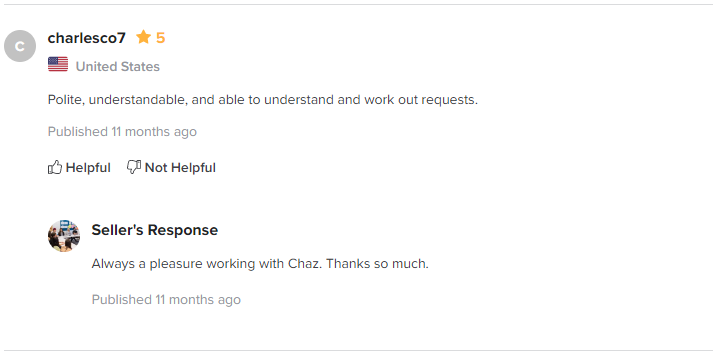 C
charlesco7 5
United States
Polite, understandable, and able to understand and work out requests.
Published 11 months ago
Helpful Not Helpful
Seller's Response
Always a pleasure working with Chaz. Thanks so much.
Published 11 months ago